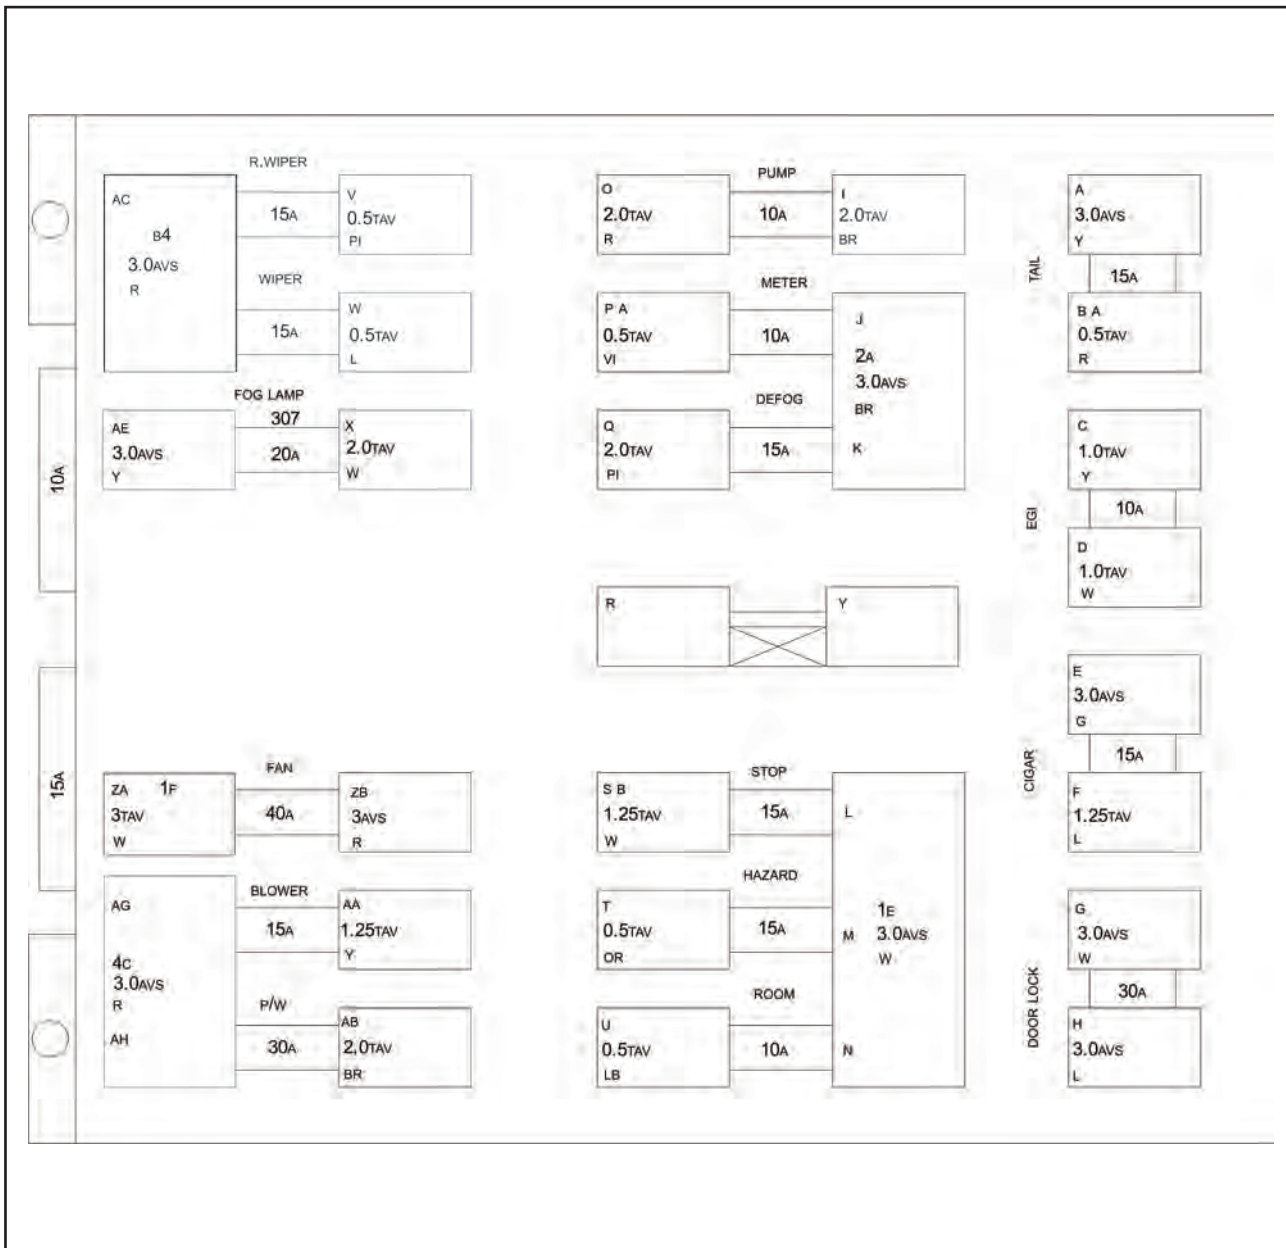 10A
15A
R.WIPER
AC
B4
3.0AVS
R
15A
V
0.5TAV
PI
WIPER
15A
W
0.5TAV
L
FOG LAMP
307
AE
3.0AVS
Y
20A
X
2.0TAV
W
FAN
ZA 1F
3TAV
W
40A
ZB
3AVS
R
BLOWER
AG
4C
3.0AVS
R
AH
15A
AA
1.25TAV
Y
P/W
30A
AB
2.0TAV
BR
PUMP
O
2.0TAV
R
10A
I
2.0TAV
BR
METER
P A
0.5TAV
VI
10A
J
2A
3.0AVS
BR
K
DEFOG
Q
2.0TAV
PI
15A
R
Y
STOP
S B
1.25TAV
W
15A
L
HAZARD
T
0.5TAV
OR
15A
M
1E
3.0AVS
W
ROOM
U
0.5TAV
LB
10A
N
TAIL
A
3.0AVS
Y
15A
B A
0.5TAV
R
EGI
C
1.0TAV
Y
10A
D
1.0TAV
W
CIGAR
E
3.0AVS
G
15A
F
1.25TAV
L
DOOR LOCK
G
3.0AVS
W
30A
H
3.0AVS
L